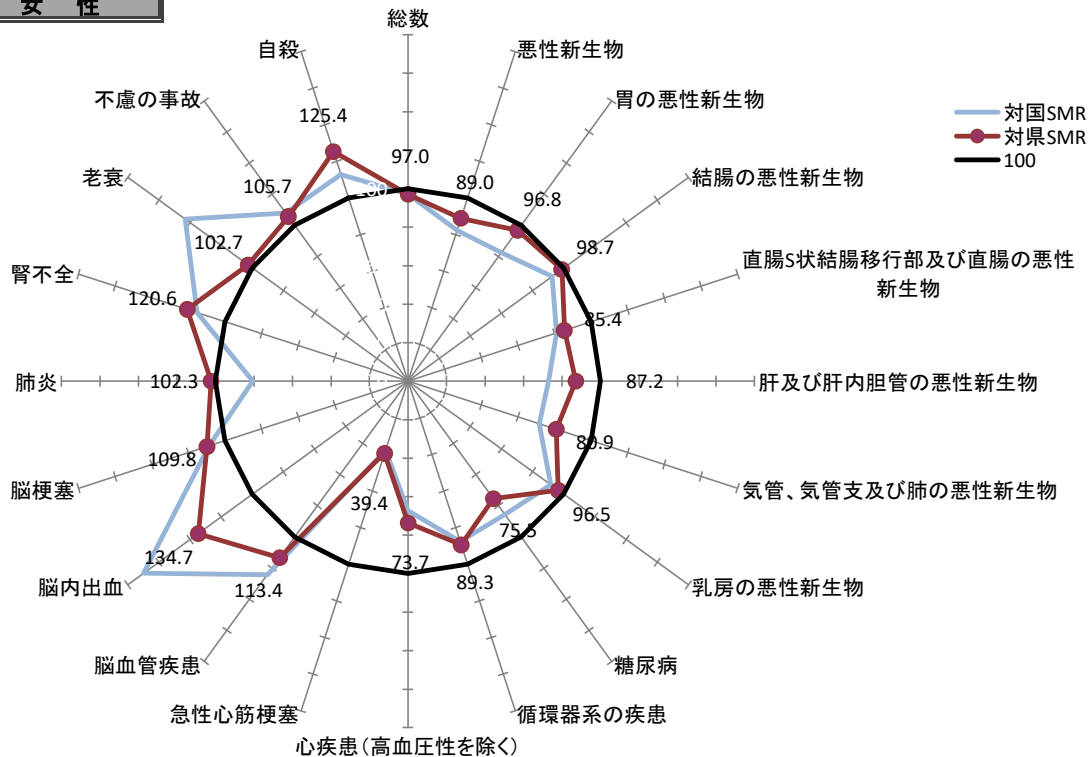 女 性
総数
悪性新生物
胃の悪性新生物
結腸の悪性新生物
直腸S状結腸移行部及び直腸の悪性
新生物
肝及び肝内胆管の悪性新生物
気管、気管支及び肺の悪性新生物
乳房の悪性新生物
糖尿病
循環器系の疾患
心疾患(高血圧性を除く)
急性心筋梗塞
脳血管疾患
脳内出血
脳梗塞
肺炎
腎不全
老衰
不慮の事故
自殺
97.0
89.0
96.8
98.7
85.4
87.2
80.9
96.5
75.5
89.3
73.7
39.4
113.4
134.7
109.8
102.3
120.6
102.7
105.7
125.4
100
対国SMR
対県SMR
100